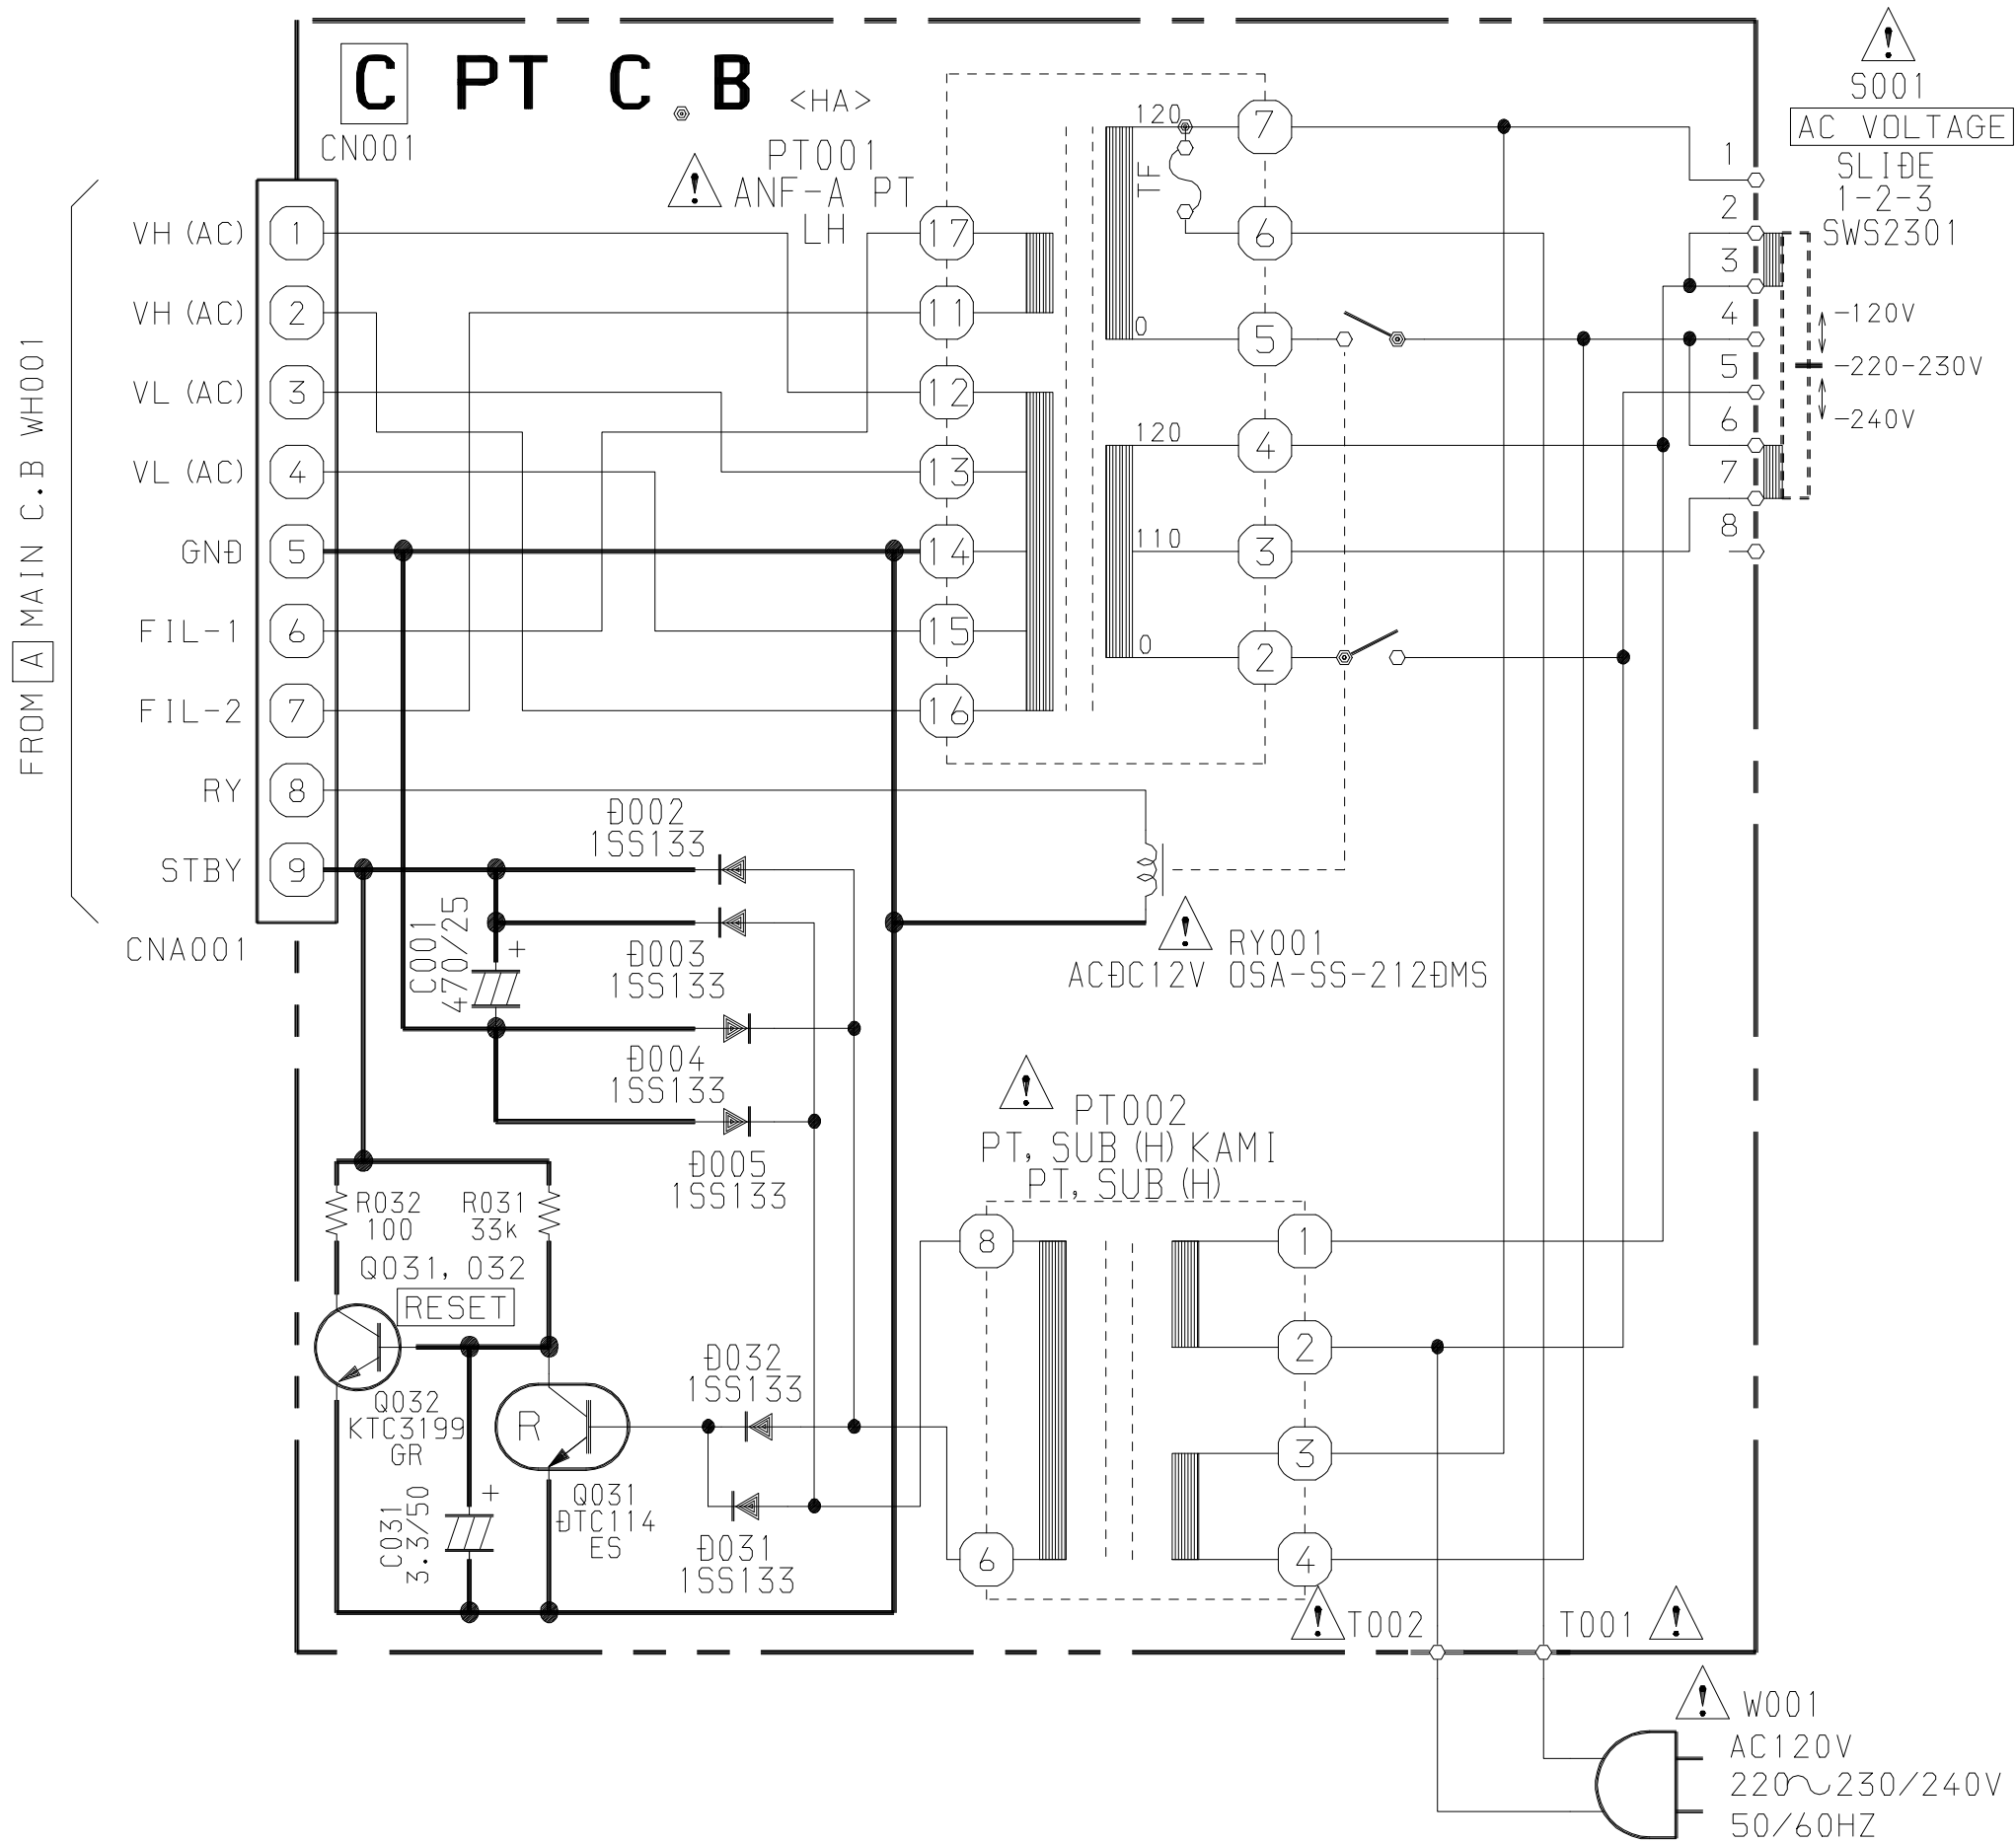 C PT C.B <HA>
CN001
PT001
ANF-A PT
LH
S001
AC VOLTAGE
SLIDE
1-2-3
SWS2301
-120V
-220-230V
-240V
1
2
3
4
5
6
7
8
FROM A MAIN C.B WH001
VH(AC) 1
VH(AC) 2
VL(AC) 3
VL(AC) 4
GND 5
FIL-1 6
FIL-2 7
RY 8
STBY 9
CNA001
17
11
12
13
14
15
16
120
TF
0
120
110
0
7
6
5
4
3
2
D002
1SS133
D003
1SS133
D004
1SS133
D005
1SS133
C001
470/25
+
RY001
ACDC12V OSA-SS-212DMS
PT002
PT, SUB(H)KAMI
PT, SUB(H)
8
6
1
2
3
4
R032
100
R031
33k
Q031, 032
RESET
Q032
KTC3199
GR
C031
3.3/50
+
R
Q031
DTC114
ES
D032
1SS133
D031
1SS133
T002
T001
W001
AC120V
220～230/240V
50/60HZ